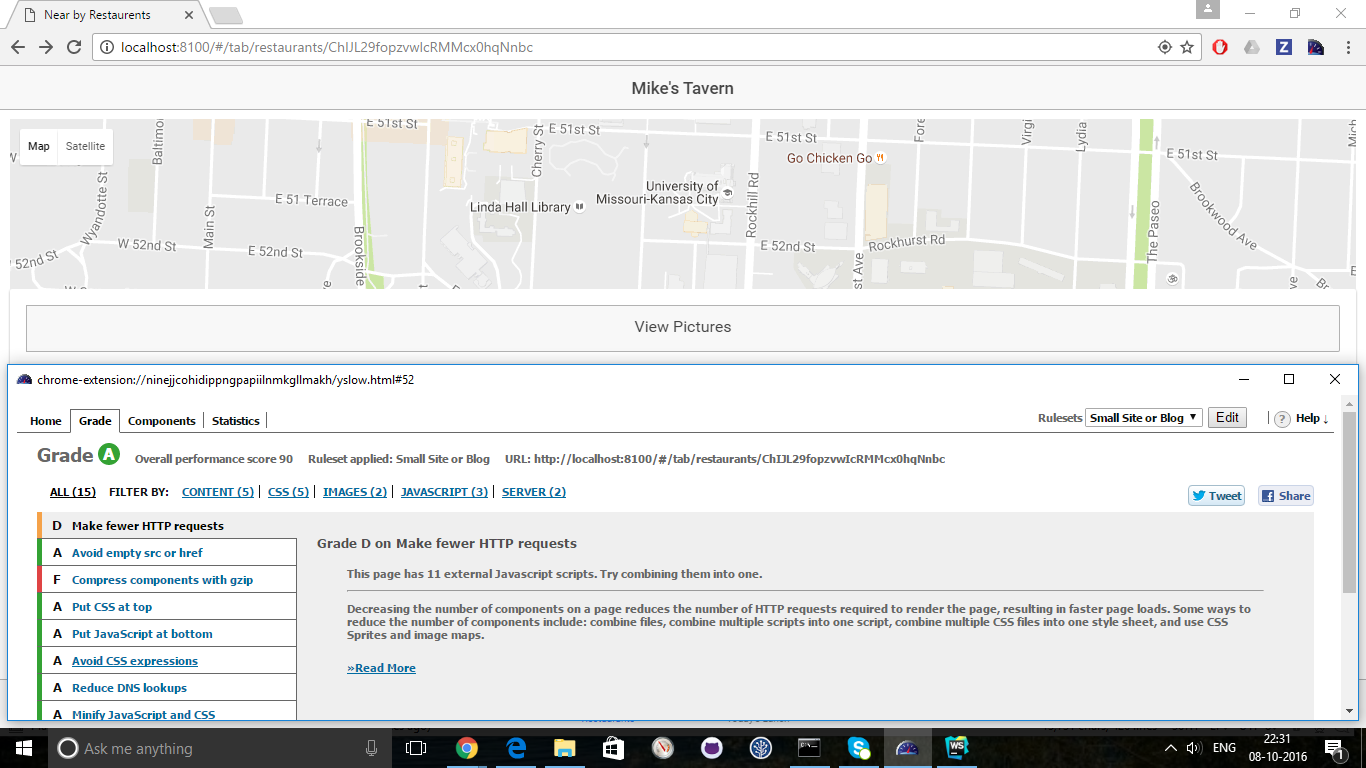 Near by Restaurents
localhost:8100/#/tab/restaurants/ChIJL29fopzvwIcRMMcx0hqNnbc
Mike's Tavern
Map
Satellite
Baltimor
E 51st St
Cherry St
E 51st St
E 51st St
Fore
Virgi
Lydia
E 51st St
Mich
Go Chicken Go
Wyandotte St
Main St
E 51 Terrace
Linda Hall Library
University of
Missouri-Kansas City
Rockhill Rd
Brookwood Ave
W 52nd St
W 52nd St
E 52nd St
Brookside
E 52nd St
st Ave
Rockhurst Rd
The Paseo
View Pictures
chrome-extension://ninejjcohidippngpapiilnmkgllmakh/yslow.html#52
Home
Grade
Components
Statistics
Rulesets
Small Site or Blog
Edit
? Help ↓
Grade A
Overall performance score 90
Ruleset applied: Small Site or Blog
URL: http://localhost:8100/#/tab/restaurants/ChIJL29fopzvwIcRMMcx0hqNnbc
ALL (15)
FILTER BY:
CONTENT (5)
CSS (5)
IMAGES (2)
JAVASCRIPT (3)
SERVER (2)
Tweet
Share
D Make fewer HTTP requests
A Avoid empty src or href
F Compress components with gzip
A Put CSS at top
A Put JavaScript at bottom
A Avoid CSS expressions
A Reduce DNS lookups
A Minify JavaScript and CSS
Grade D on Make fewer HTTP requests
This page has 11 external Javascript scripts. Try combining them into one.
Decreasing the number of components on a page reduces the number of HTTP requests required to render the page, resulting in faster page loads. Some ways to
reduce the number of components include: combine files, combine multiple scripts into one script, combine multiple CSS files into one style sheet, and use CSS
Sprites and image maps.
»Read More
Ask me anything
ENG
22:31
08-10-2016
1